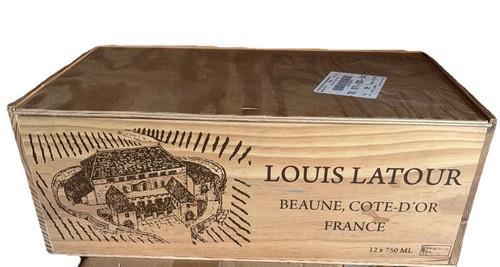 LOUIS LATOUR
BEAUNE, COTE-D'OR
FRANCE
12 x 750 ML